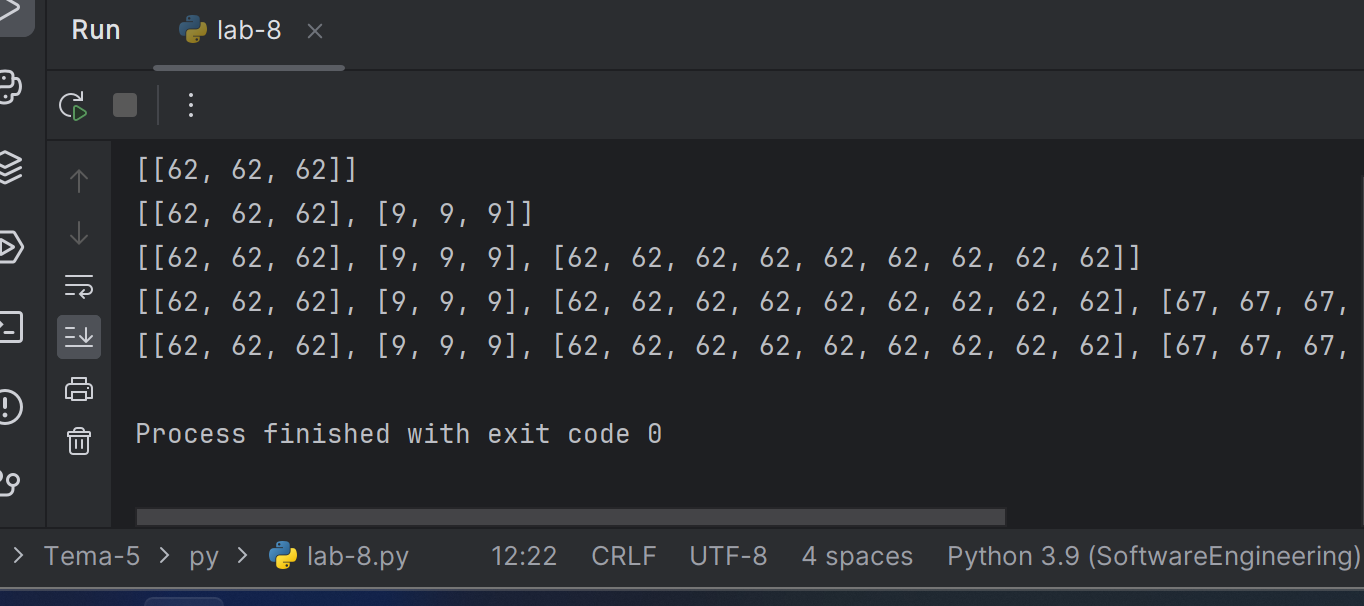 Run lab-8
[[62, 62, 62]]
[[62, 62, 62], [9, 9, 9]]
[[62, 62, 62], [9, 9, 9], [62, 62, 62, 62, 62, 62, 62, 62, 62]]
[[62, 62, 62], [9, 9, 9], [62, 62, 62, 62, 62, 62, 62, 62, 62], [67, 67, 67,
[[62, 62, 62], [9, 9, 9], [62, 62, 62, 62, 62, 62, 62, 62, 62], [67, 67, 67,
Process finished with exit code 0
> Tema-5 > py > lab-8.py 12:22 CRLF UTF-8 4 spaces Python 3.9 (SoftwareEngineering)